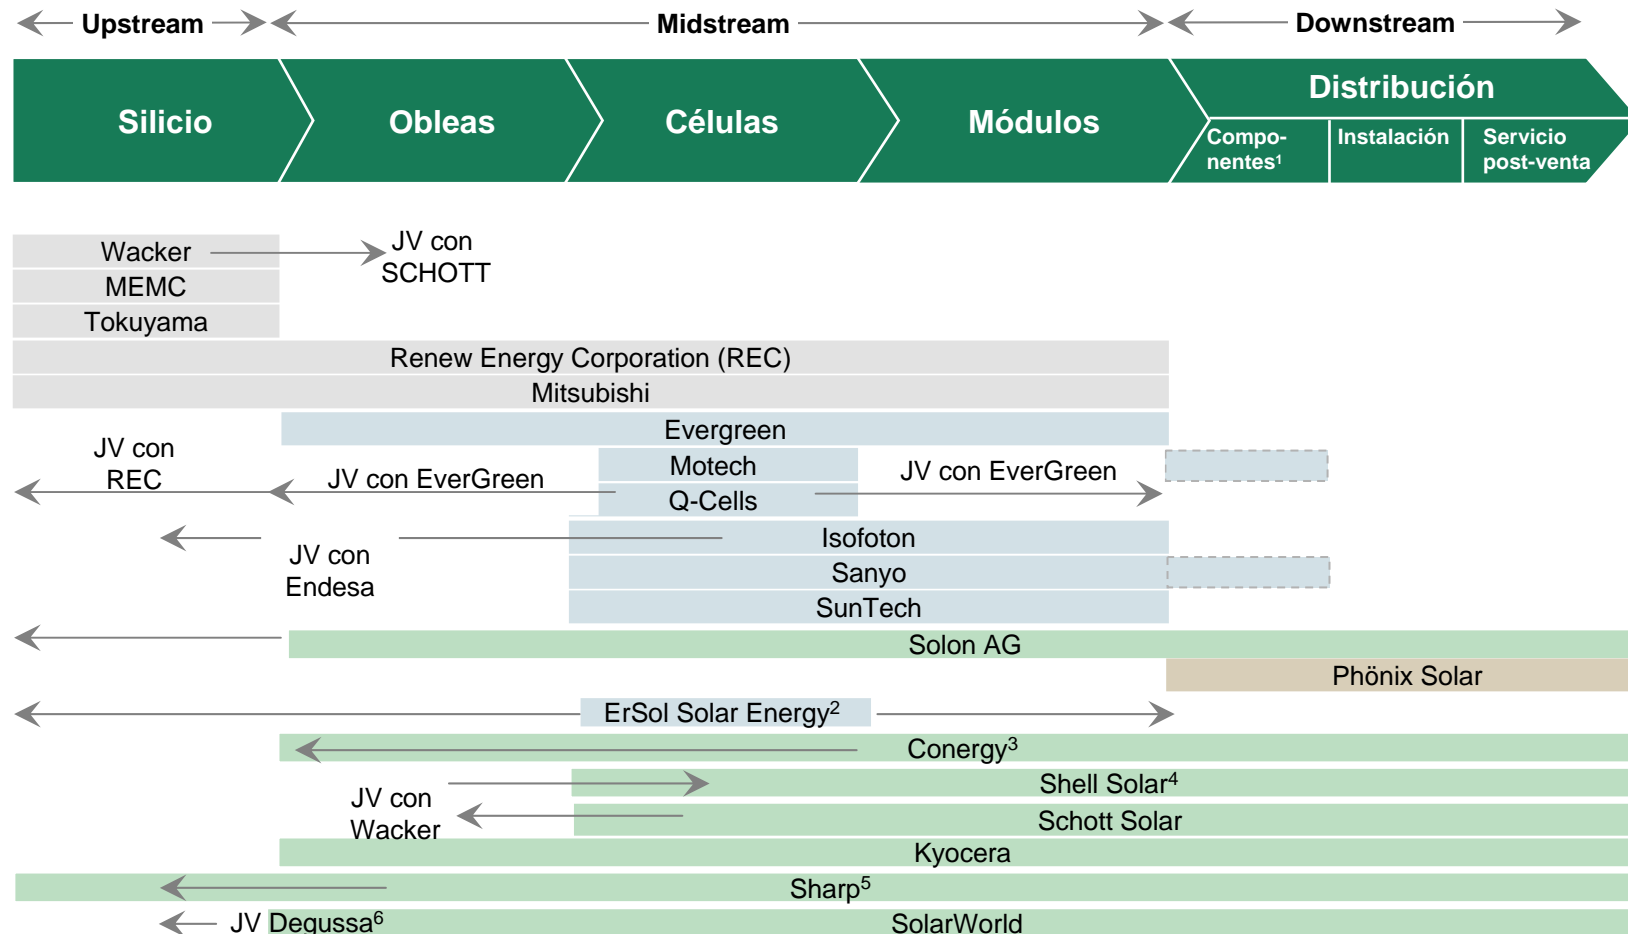 Upstream
Midstream
Downstream
Silicio
Obleas
Células
Módulos
Distribución
Compo-
nentes¹
Instalación
Servicio
post-venta
Wacker
JV con
SCHOTT
MEMC
Tokuyama
Renew Energy Corporation (REC)
Mitsubishi
Evergreen
JV con
REC
JV con EverGreen
Motech
Q-Cells
JV con EverGreen
JV con
Endesa
Isofoton
Sanyo
SunTech
Solon AG
Phönix Solar
ErSol Solar Energy²
Conergy³
Shell Solar⁴
JV con
Wacker
Schott Solar
Kyocera
Sharp⁵
JV Degussa⁶
SolarWorld